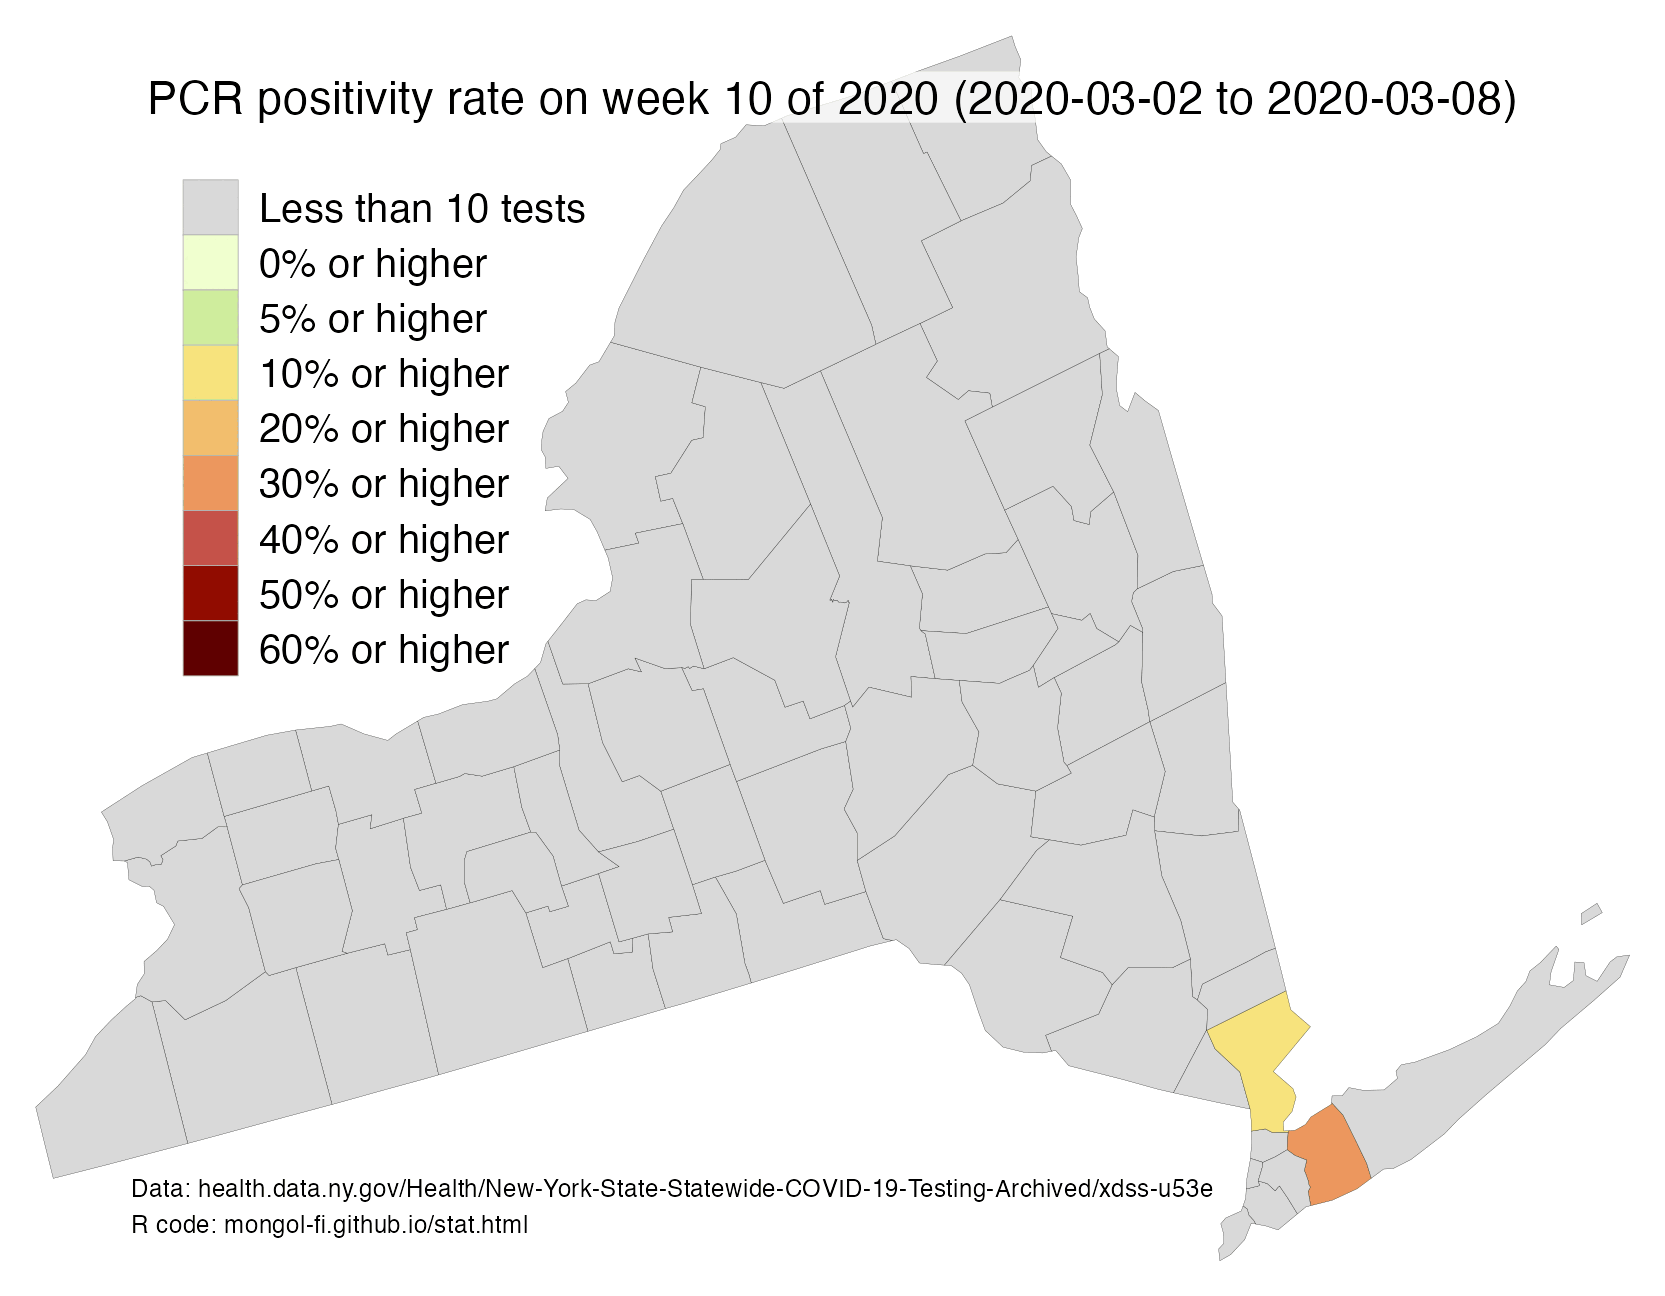 PCR positivity rate on week 10 of 2020 (2020-03-02 to 2020-03-08)
Less than 10 tests
0% or higher
5% or higher
10% or higher
20% or higher
30% or higher
40% or higher
50% or higher
60% or higher
Data: health.data.ny.gov/Health/New-York-State-Statewide-COVID-19-Testing-Archived/xdss-u53e
R code: mongol-fi.github.io/stat.html